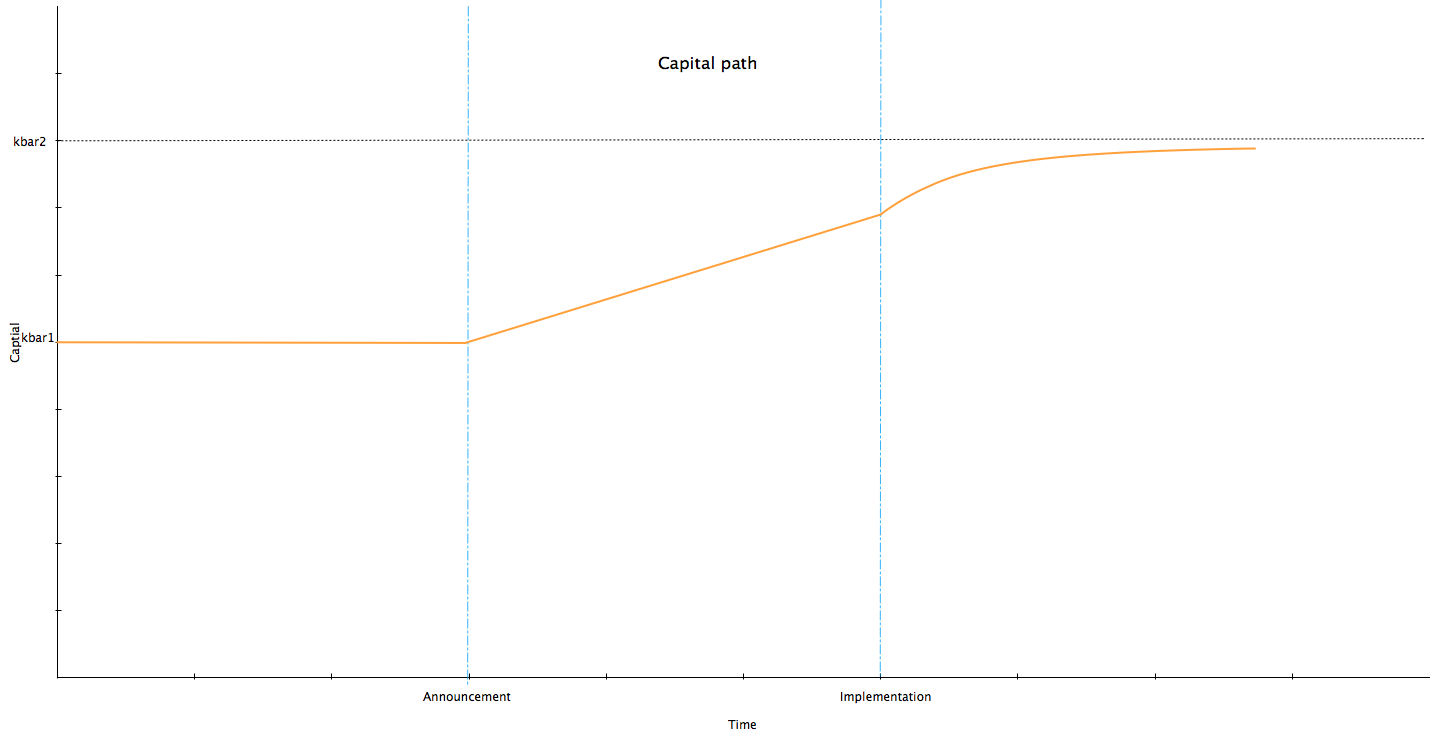 Capital path
kbar2
kbar1
Captial
Announcement
Implementation
Time